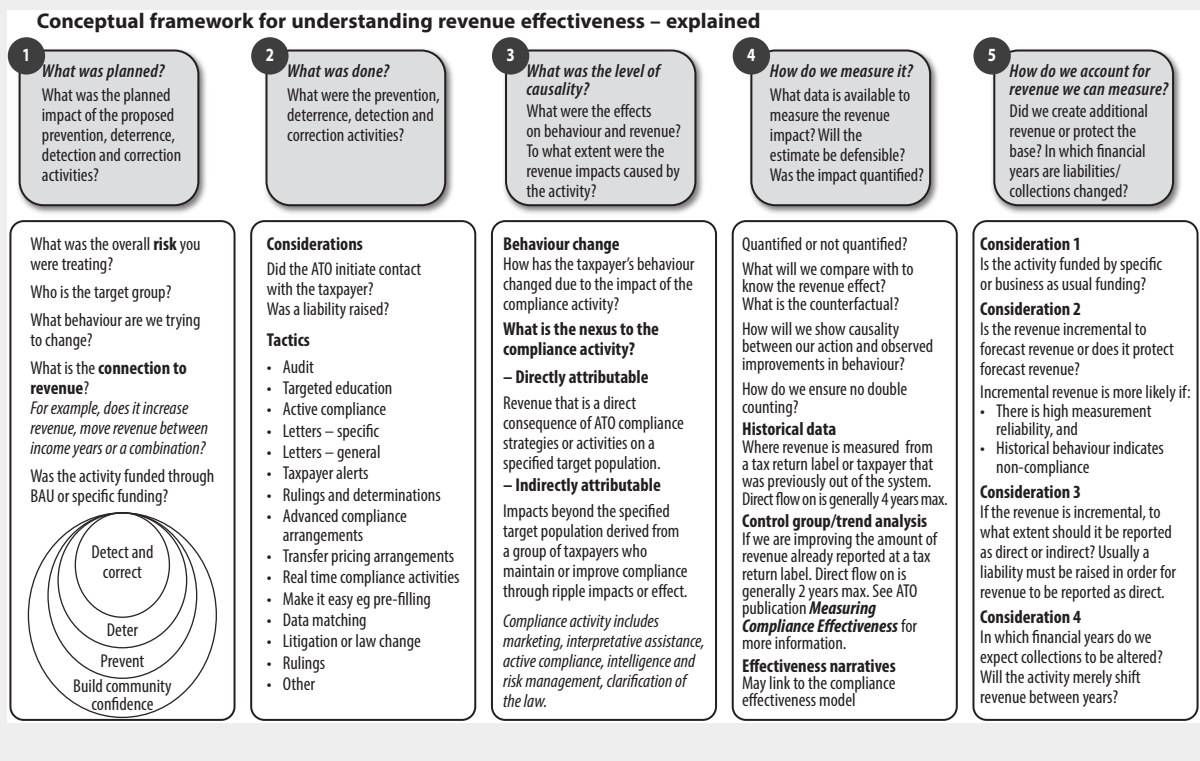 Conceptual framework for understanding revenue effectiveness – explained
1
What was planned?
What was the planned
impact of the proposed
prevention, deterrence,
detection and correction
activities?
2
What was done?
What were the prevention,
deterrence, detection and
correction activities?
3
What was the level of
causality?
What were the effects
on behaviour and revenue?
To what extent were the
revenue impacts caused by
the activity?
4
How do we measure it?
What data is available to
measure the revenue
impact? Will the
estimate be defensible?
Was the impact quantified?
5
How do we account for
revenue we can measure?
Did we create additional
revenue or protect the
base? In which financial
years are liabilities/
collections changed?
What was the overall risk you
were treating?
Who is the target group?
What behaviour are we trying
to change?
What is the connection to
revenue?
For example, does it increase
revenue, move revenue between
income years or a combination?
Was the activity funded through
BAU or specific funding?
Detect and
correct
Deter
Prevent
Build community
confidence
Considerations
Did the ATO initiate contact
with the taxpayer?
Was a liability raised?
Tactics
• Audit
• Targeted education
• Active compliance
• Letters – specific
• Letters – general
• Taxpayer alerts
• Rulings and determinations
• Advanced compliance
arrangements
• Transfer pricing arrangements
• Real time compliance activities
• Make it easy eg pre-filling
• Data matching
• Litigation or law change
• Rulings
• Other
Behaviour change
How has the taxpayer's behaviour
changed due to the impact of the
compliance activity?
What is the nexus to the
compliance activity?
– Directly attributable
Revenue that is a direct
consequence of ATO compliance
strategies or activities on a
specified target population.
– Indirectly attributable
Impacts beyond the specified
target population derived from
a group of taxpayers who
maintain or improve compliance
through ripple impacts or effect.
Compliance activity includes
marketing, interpretative assistance,
active compliance, intelligence and
risk management, clarification of
the law.
Quantified or not quantified?
What will we compare with to
know the revenue effect?
What is the counterfactual?
How will we show causality
between our action and observed
improvements in behaviour?
How do we ensure no double
counting?
Historical data
Where revenue is measured from
a tax return label or taxpayer that
was previously out of the system.
Direct flow on is generally 4 years max.
Control group/trend analysis
If we are improving the amount of
revenue already reported at a tax
return label. Direct flow on is
generally 2 years max. See ATO
publication Measuring
Compliance Effectiveness for
more information.
Effectiveness narratives
May link to the compliance
effectiveness model
Consideration 1
Is the activity funded by specific
or business as usual funding?
Consideration 2
Is the revenue incremental to
forecast revenue or does it protect
forecast revenue?
Incremental revenue is more likely if:
• There is high measurement
reliability, and
• Historical behaviour indicates
non-compliance
Consideration 3
If the revenue is incremental, to
what extent should it be reported
as direct or indirect? Usually a
liability must be raised in order for
revenue to be reported as direct.
Consideration 4
In which financial years do we
expect collections to be altered?
Will the activity merely shift
revenue between years?